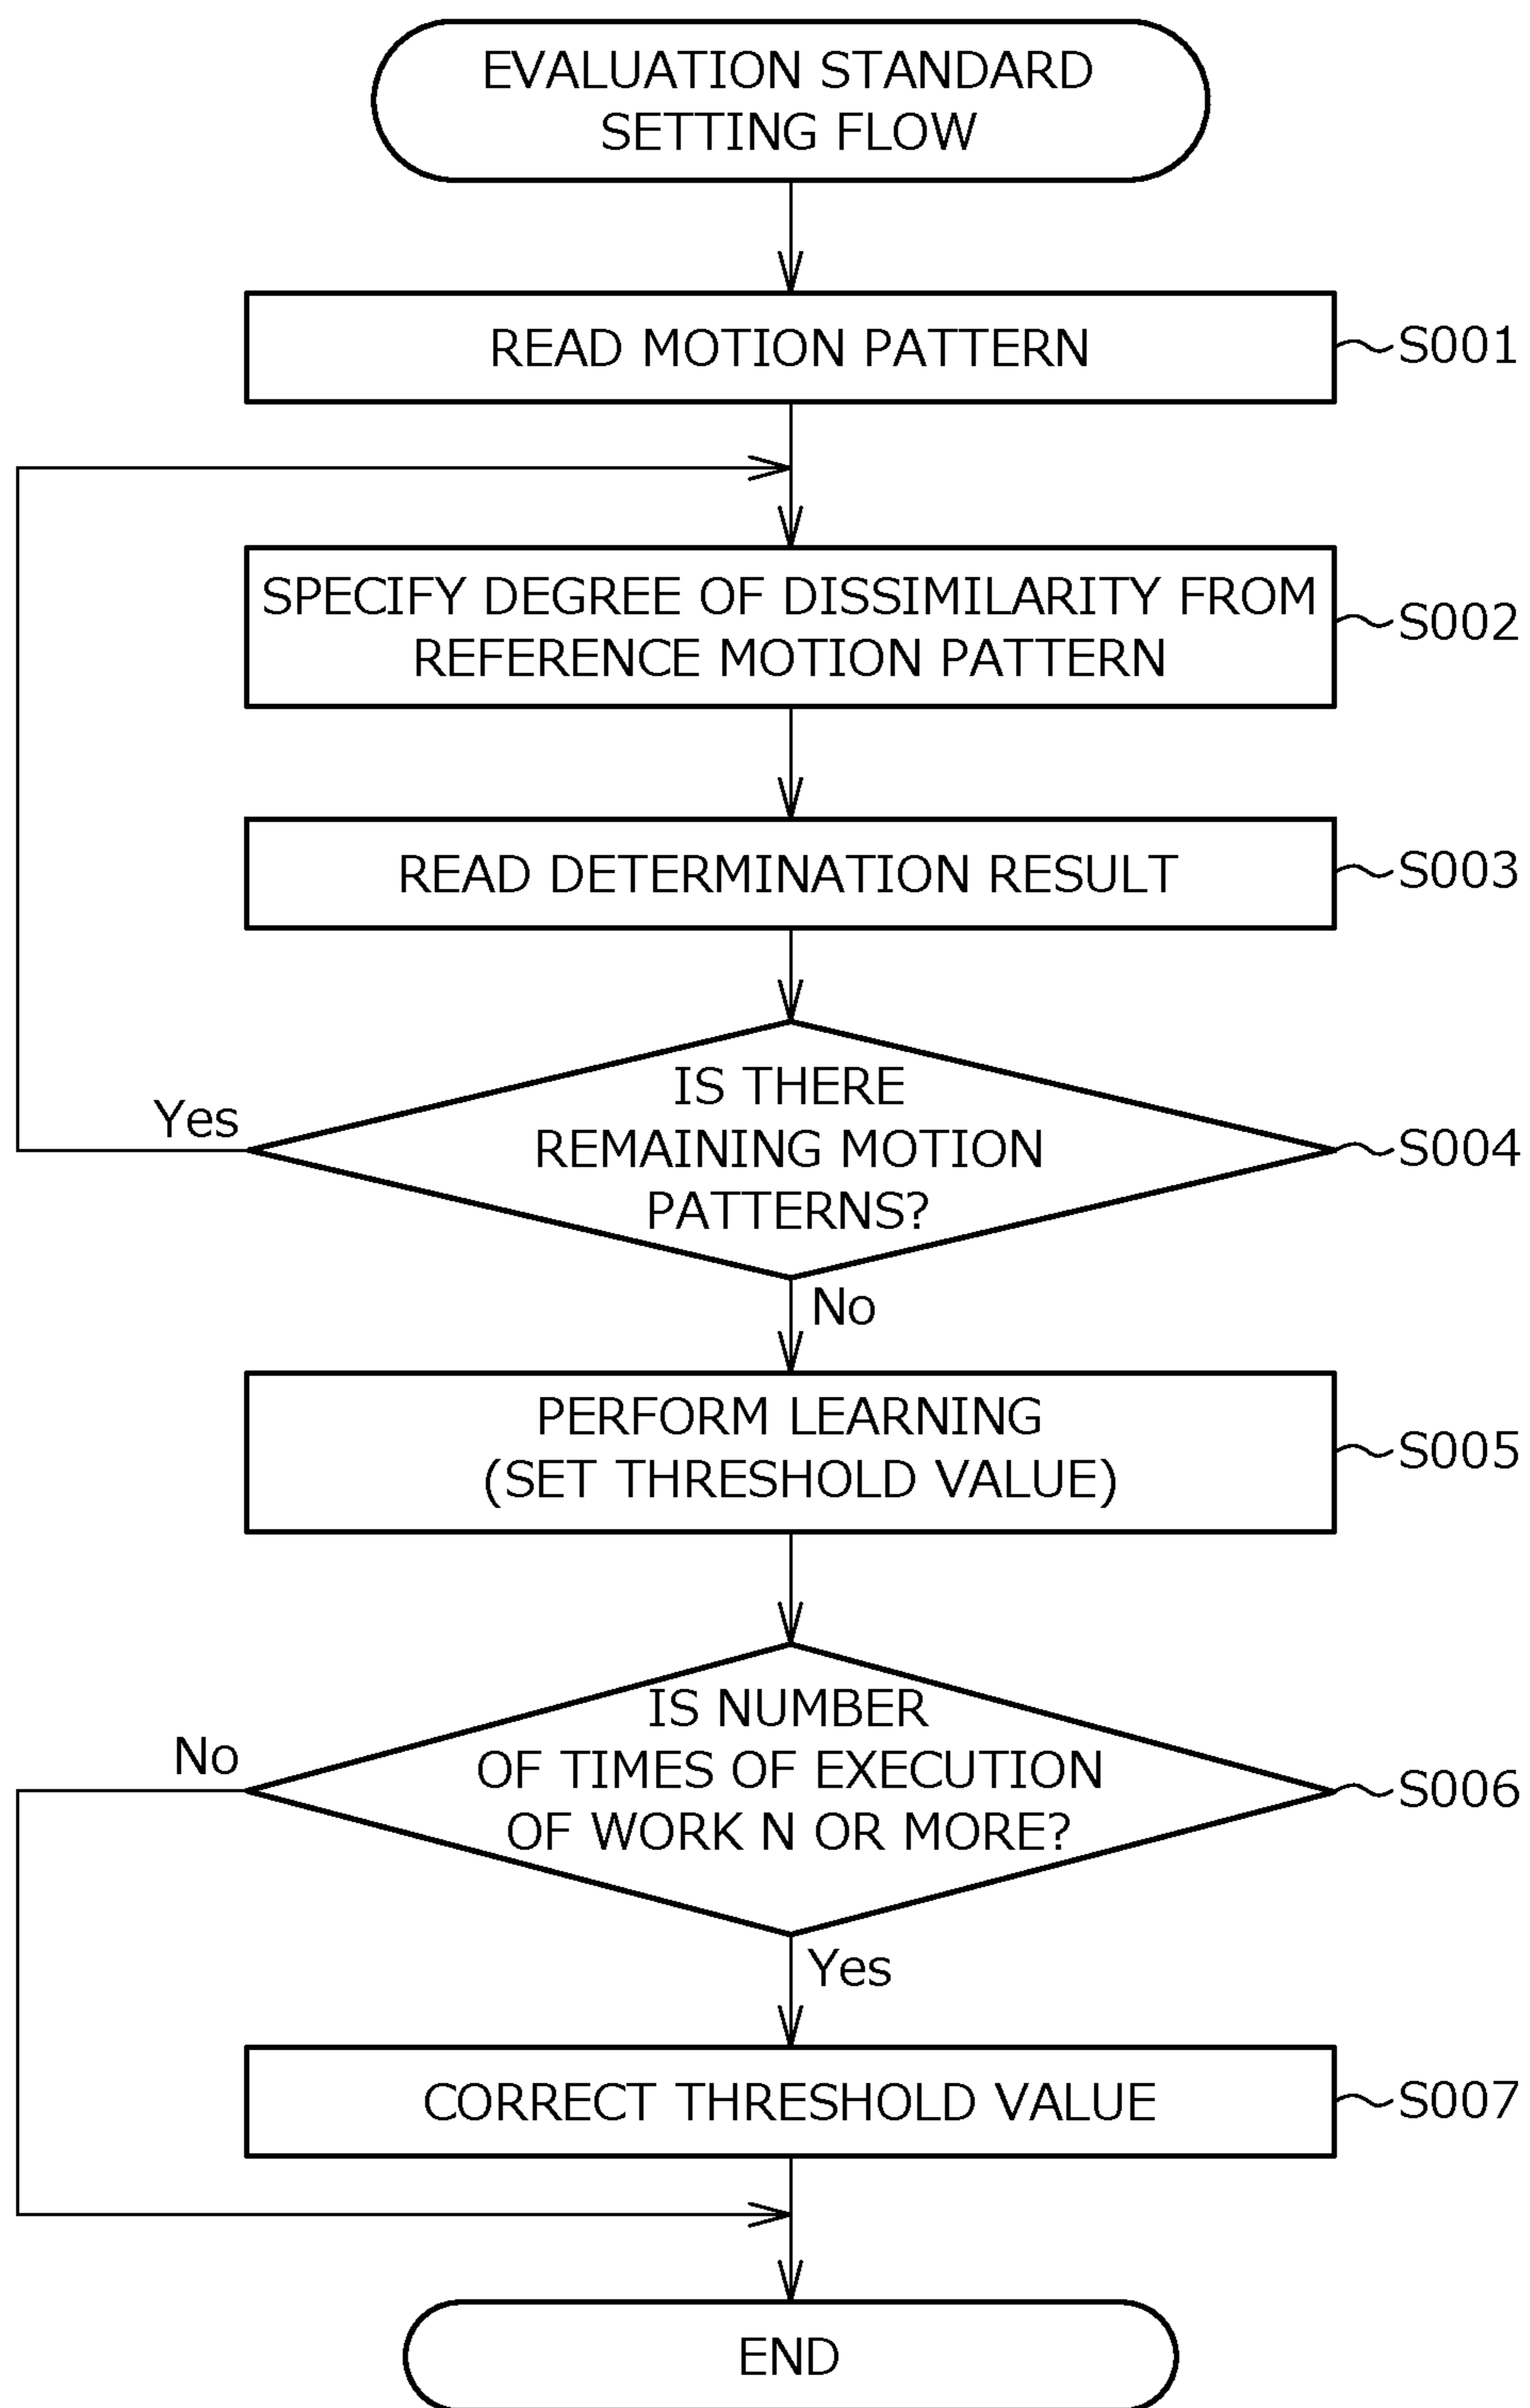 EVALUATION STANDARD
SETTING FLOW
READ MOTION PATTERN
S001
SPECIFY DEGREE OF DISSIMILARITY FROM
REFERENCE MOTION PATTERN
S002
READ DETERMINATION RESULT
S003
IS THERE
REMAINING MOTION
PATTERNS?
Yes
S004
No
PERFORM LEARNING
(SET THRESHOLD VALUE)
S005
IS NUMBER
OF TIMES OF EXECUTION
OF WORK N OR MORE?
No
S006
Yes
CORRECT THRESHOLD VALUE
S007
END